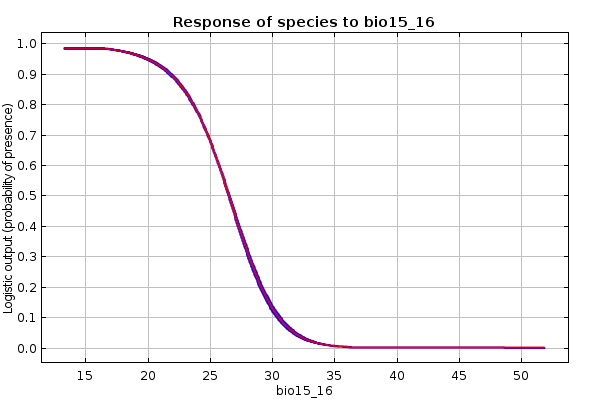 Response of species to bio15_16
Logistic output (probability of presence)
1.0
0.9
0.8
0.7
0.6
0.5
0.4
0.3
0.2
0.1
0.0
15 20 25 30 35 40 45 50
bio15_16